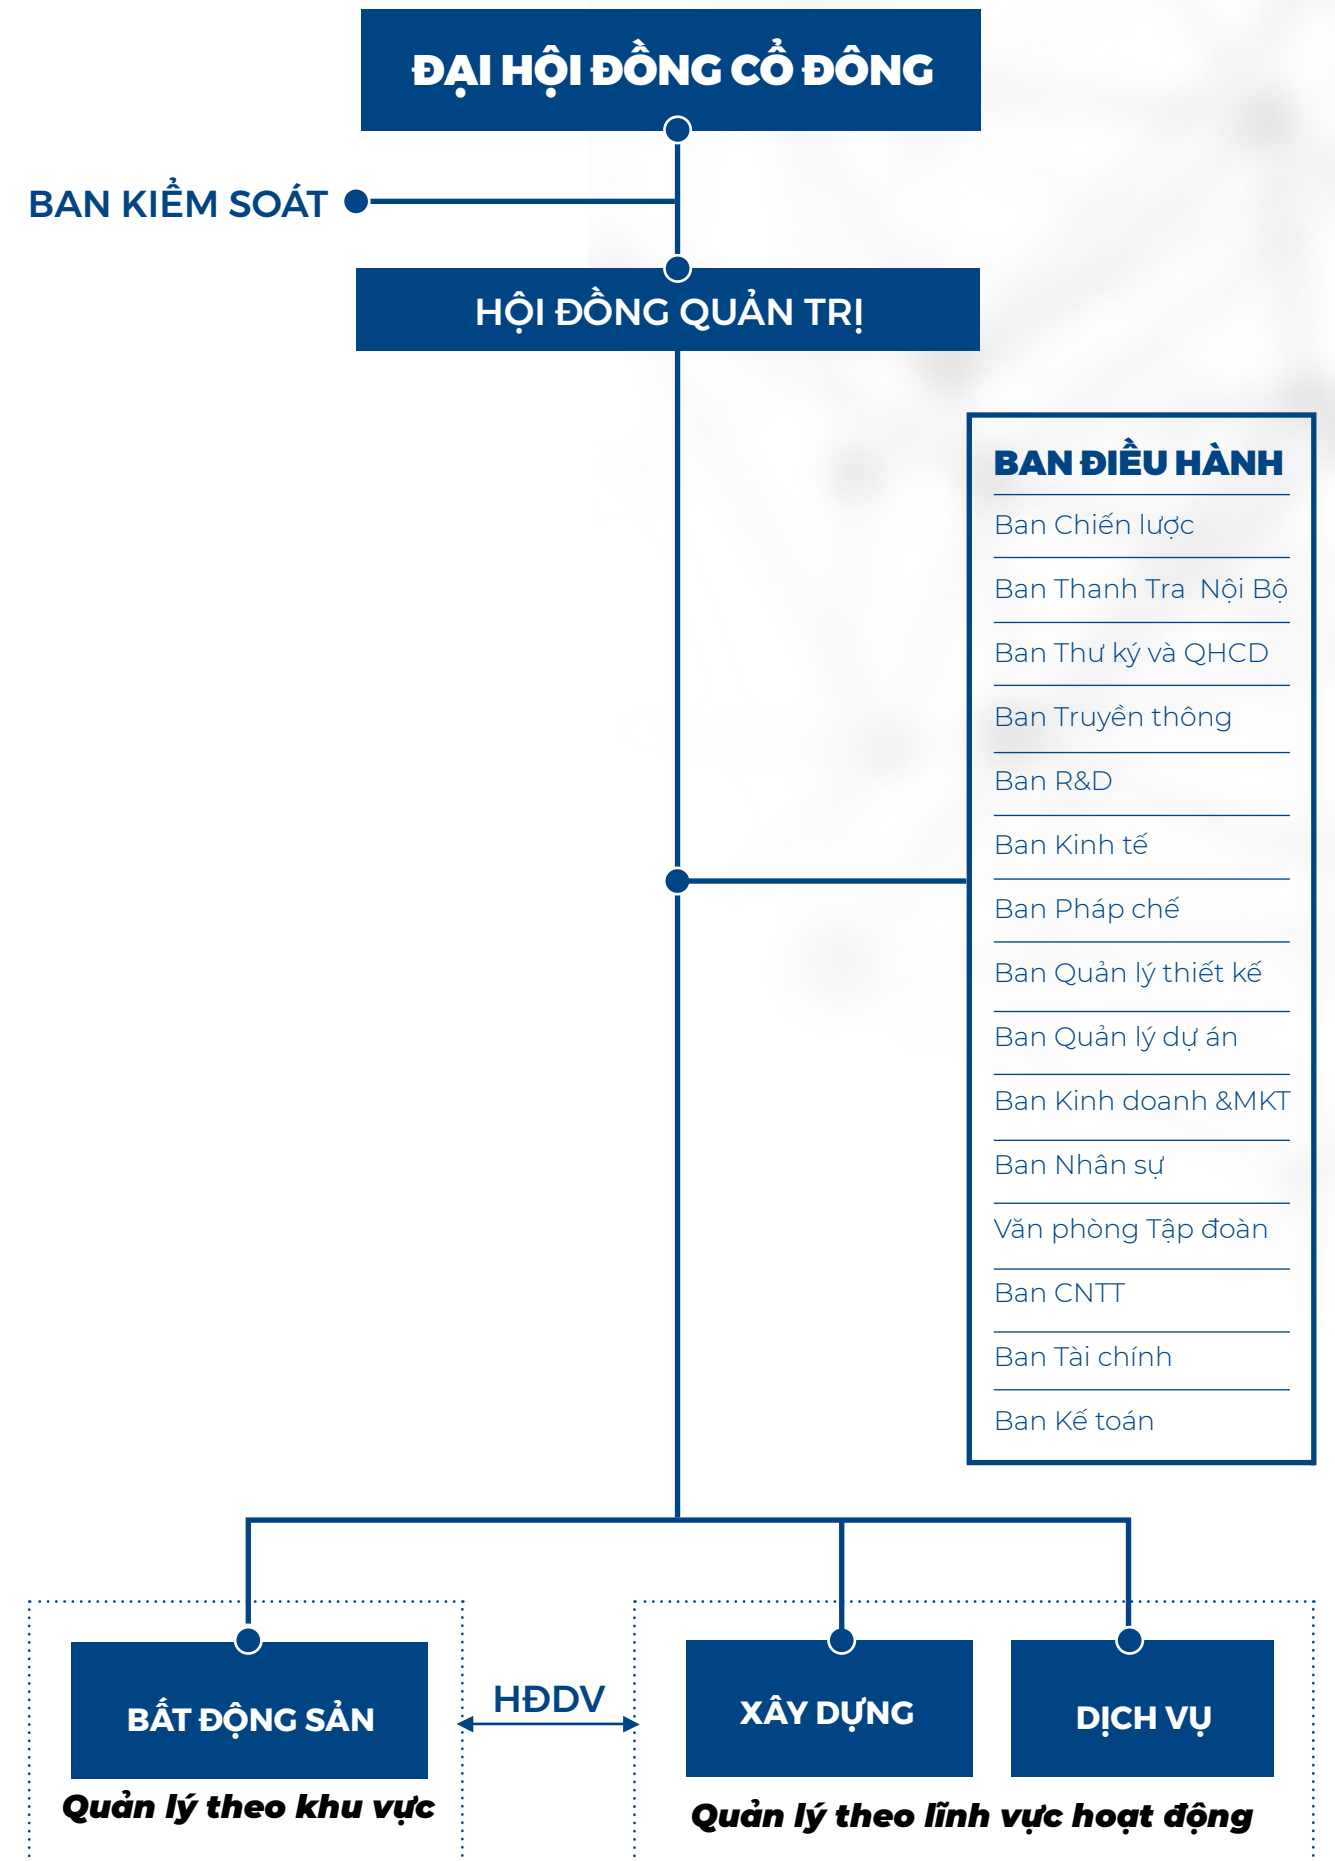 ĐẠI HỘI ĐỒNG CỔ ĐÔNG
BAN KIỂM SOÁT
HỘI ĐỒNG QUẢN TRỊ
BAN ĐIỀU HÀNH
Ban Chiến lược
Ban Thanh Tra Nội Bộ
Ban Thư ký và QHCD
Ban Truyền thông
Ban R&D
Ban Kinh tế
Ban Pháp chế
Ban Quản lý thiết kế
Ban Quản lý dự án
Ban Kinh doanh &MKT
Ban Nhân sự
Văn phòng Tập đoàn
Ban CNTT
Ban Tài chính
Ban Kế toán
BẤT ĐỘNG SẢN
HĐDV
XÂY DỰNG
DỊCH VỤ
Quản lý theo khu vực
Quản lý theo lĩnh vực hoạt động